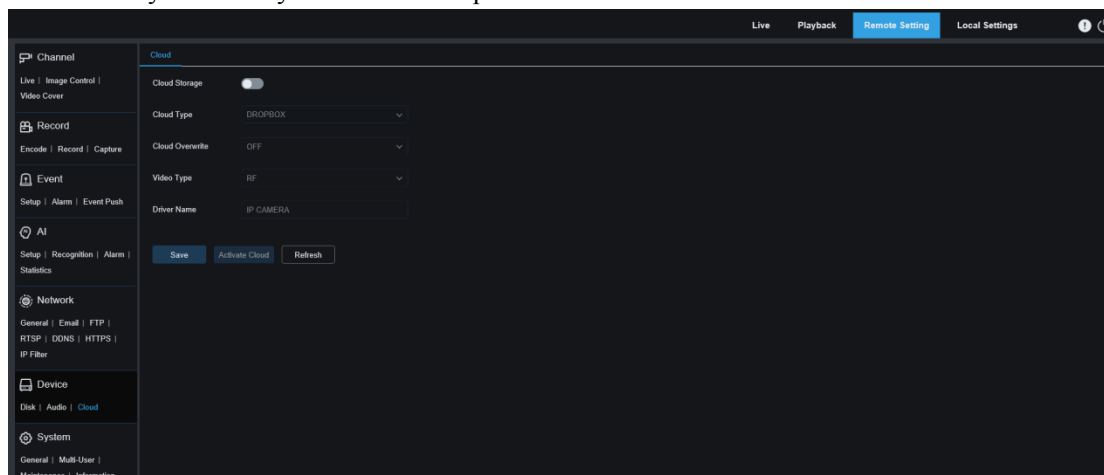 Live Playback Remote Setting Local Settings
Channel
Live | Image Control |
Video Cover
Record
Encode | Record | Capture
Event
Setup | Alarm | Event Push
AI
Setup | Recognition | Alarm |
Statistics
Network
General | Email | FTP |
RTSP | DDNS | HTTPS |
IP Filter
Device
Disk | Audio | Cloud
System
General | Multi-User |
Maintenance | Information
Cloud
Cloud Storage
Cloud Type DROPBOX
Cloud Overwrite OFF
Video Type RF
Driver Name IP CAMERA
Save Activate Cloud Refresh